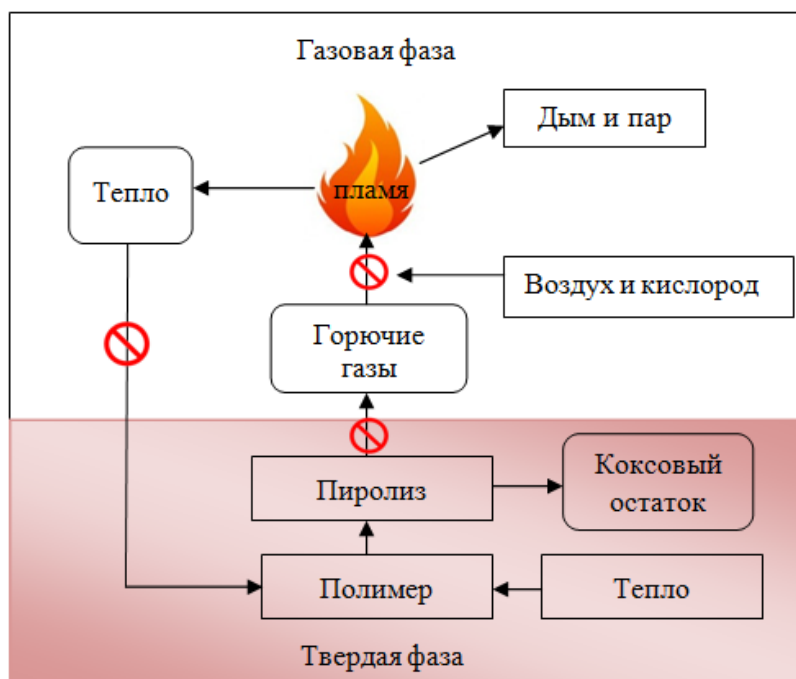 Газовая фаза
Дым и пар
Тепло
пламя
Воздух и кислород
Горючие
газы
Коксовый
остаток
Пиролиз
Полимер
Тепло
Твердая фаза